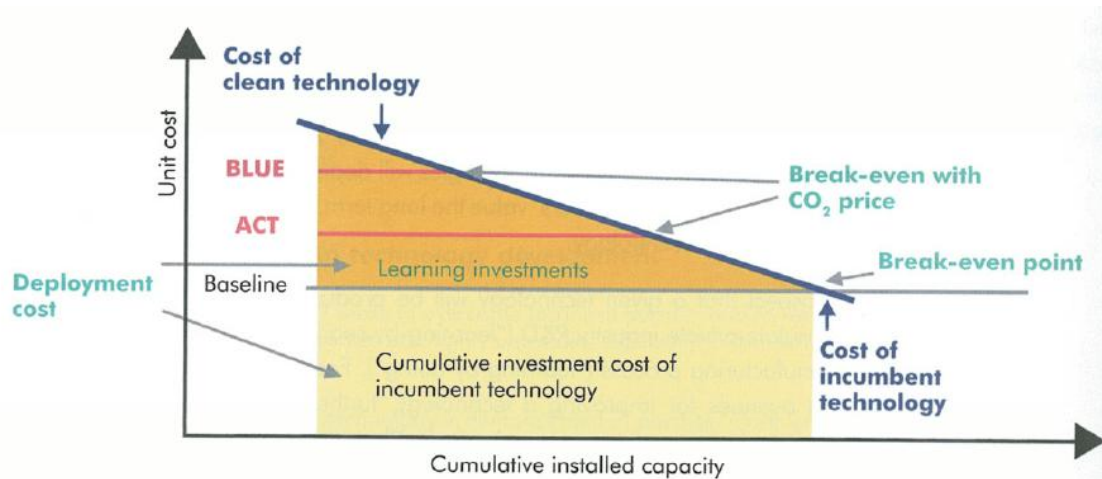 Cost of
clean technology
Unit cost
BLUE
ACT
Break-even with
CO₂ price
Deployment
cost
Learning investments
Baseline
Break-even point
Cumulative investment cost of
incumbent technology
Cost of
incumbent
technology
Cumulative installed capacity